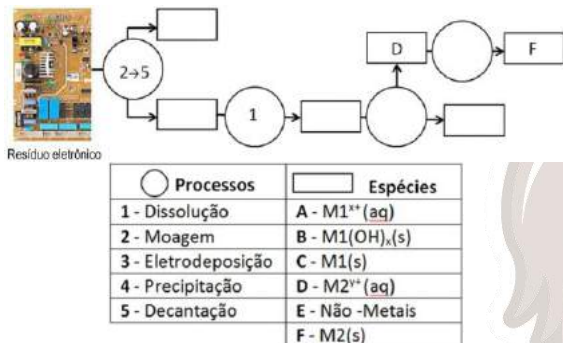 D
F
2→5
1
Resíduo eletrônico
Processos
Espécies
1 - Dissolução
A - M1ˣ⁺(aq)
2 - Moagem
B - M1(OH)ₓ(s)
3 - Eletrodeposição
C - M1(s)
4 - Precipitação
D - M2ʸ⁺(aq)
5 - Decantação
E - Não -Metais
F - M2(s)